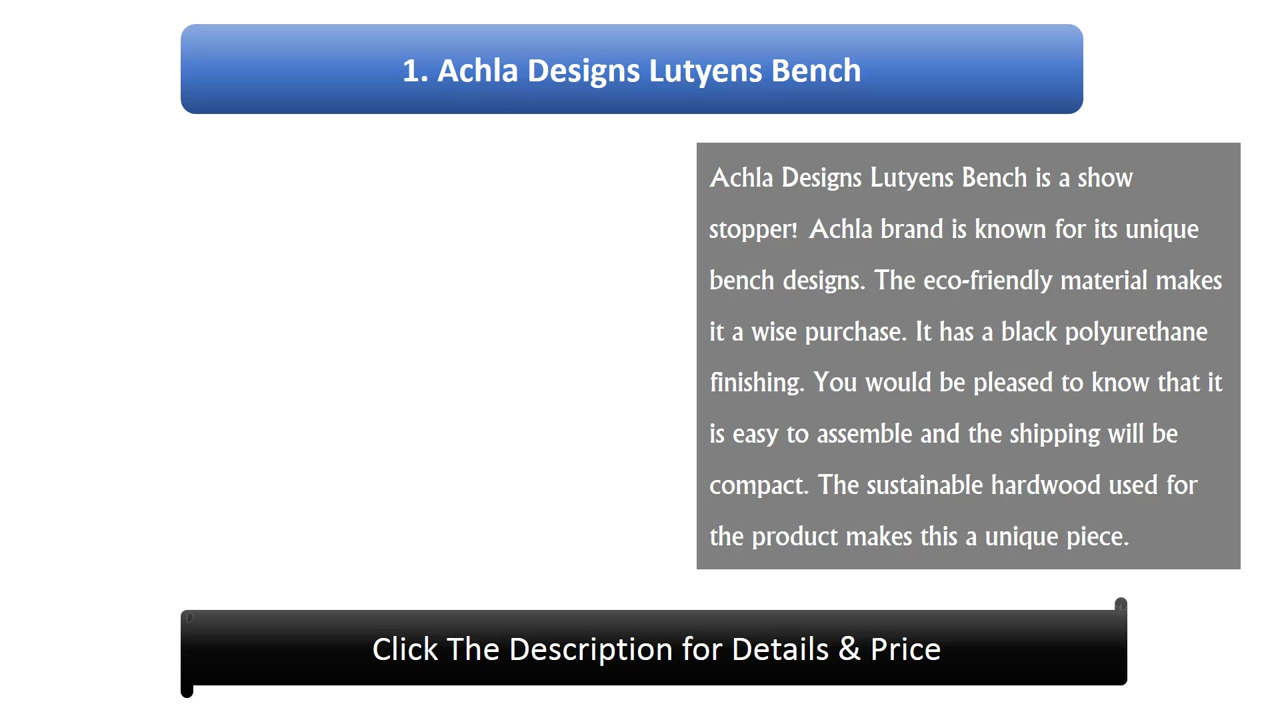 1. Achla Designs Lutyens Bench
Achla Designs Lutyens Bench is a show
stopper! Achla brand is known for its unique
bench designs. The eco-friendly material makes
it a wise purchase. It has a black polyurethane
finishing. You would be pleased to know that it
is easy to assemble and the shipping will be
compact. The sustainable hardwood used for
the product makes this a unique piece.
Click The Description for Details & Price